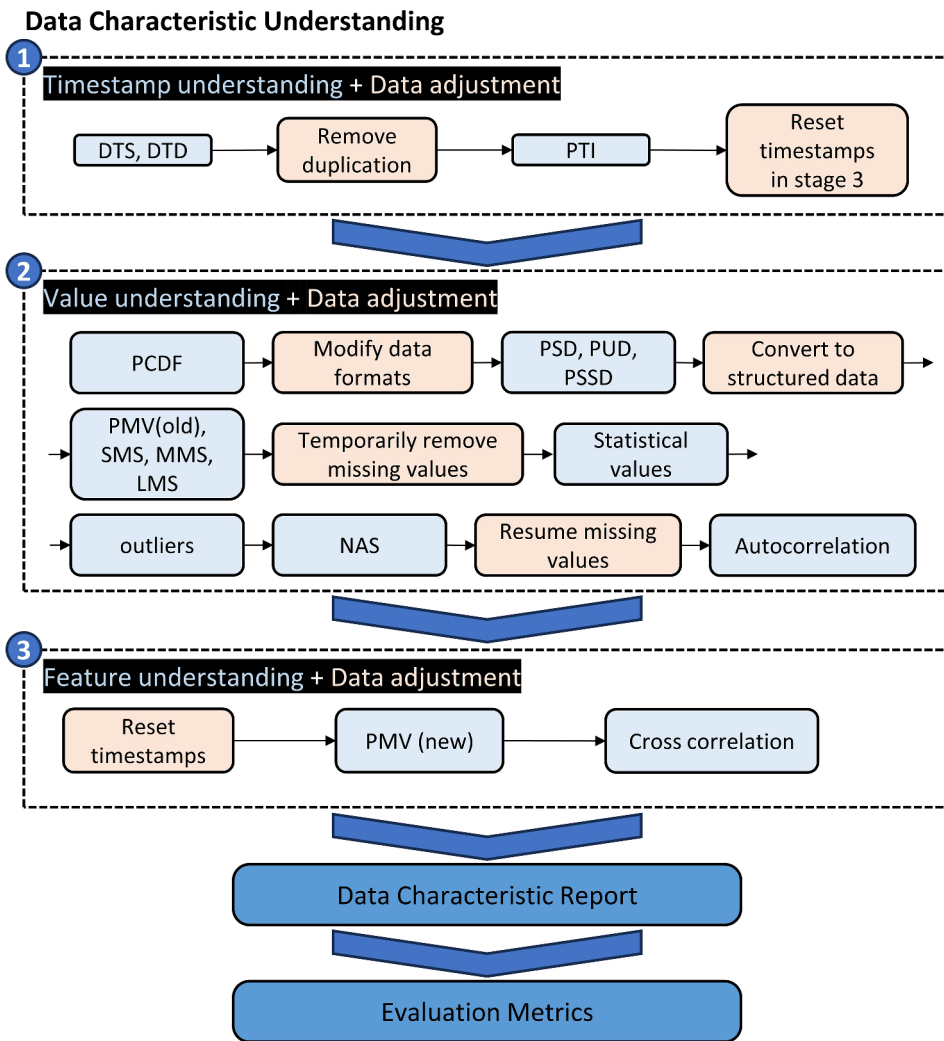 Data Characteristic Understanding
1
Timestamp understanding + Data adjustment
DTS, DTD
Remove
duplication
PTI
Reset
timestamps
in stage 3
2
Value understanding + Data adjustment
PCDF
Modify data
formats
PSD, PUD,
PSSD
Convert to
structured data
PMV(old),
SMS, MMS,
LMS
Temporarily remove
missing values
Statistical
values
outliers
NAS
Resume missing
values
Autocorrelation
3
Feature understanding + Data adjustment
Reset
timestamps
PMV (new)
Cross correlation
Data Characteristic Report
Evaluation Metrics